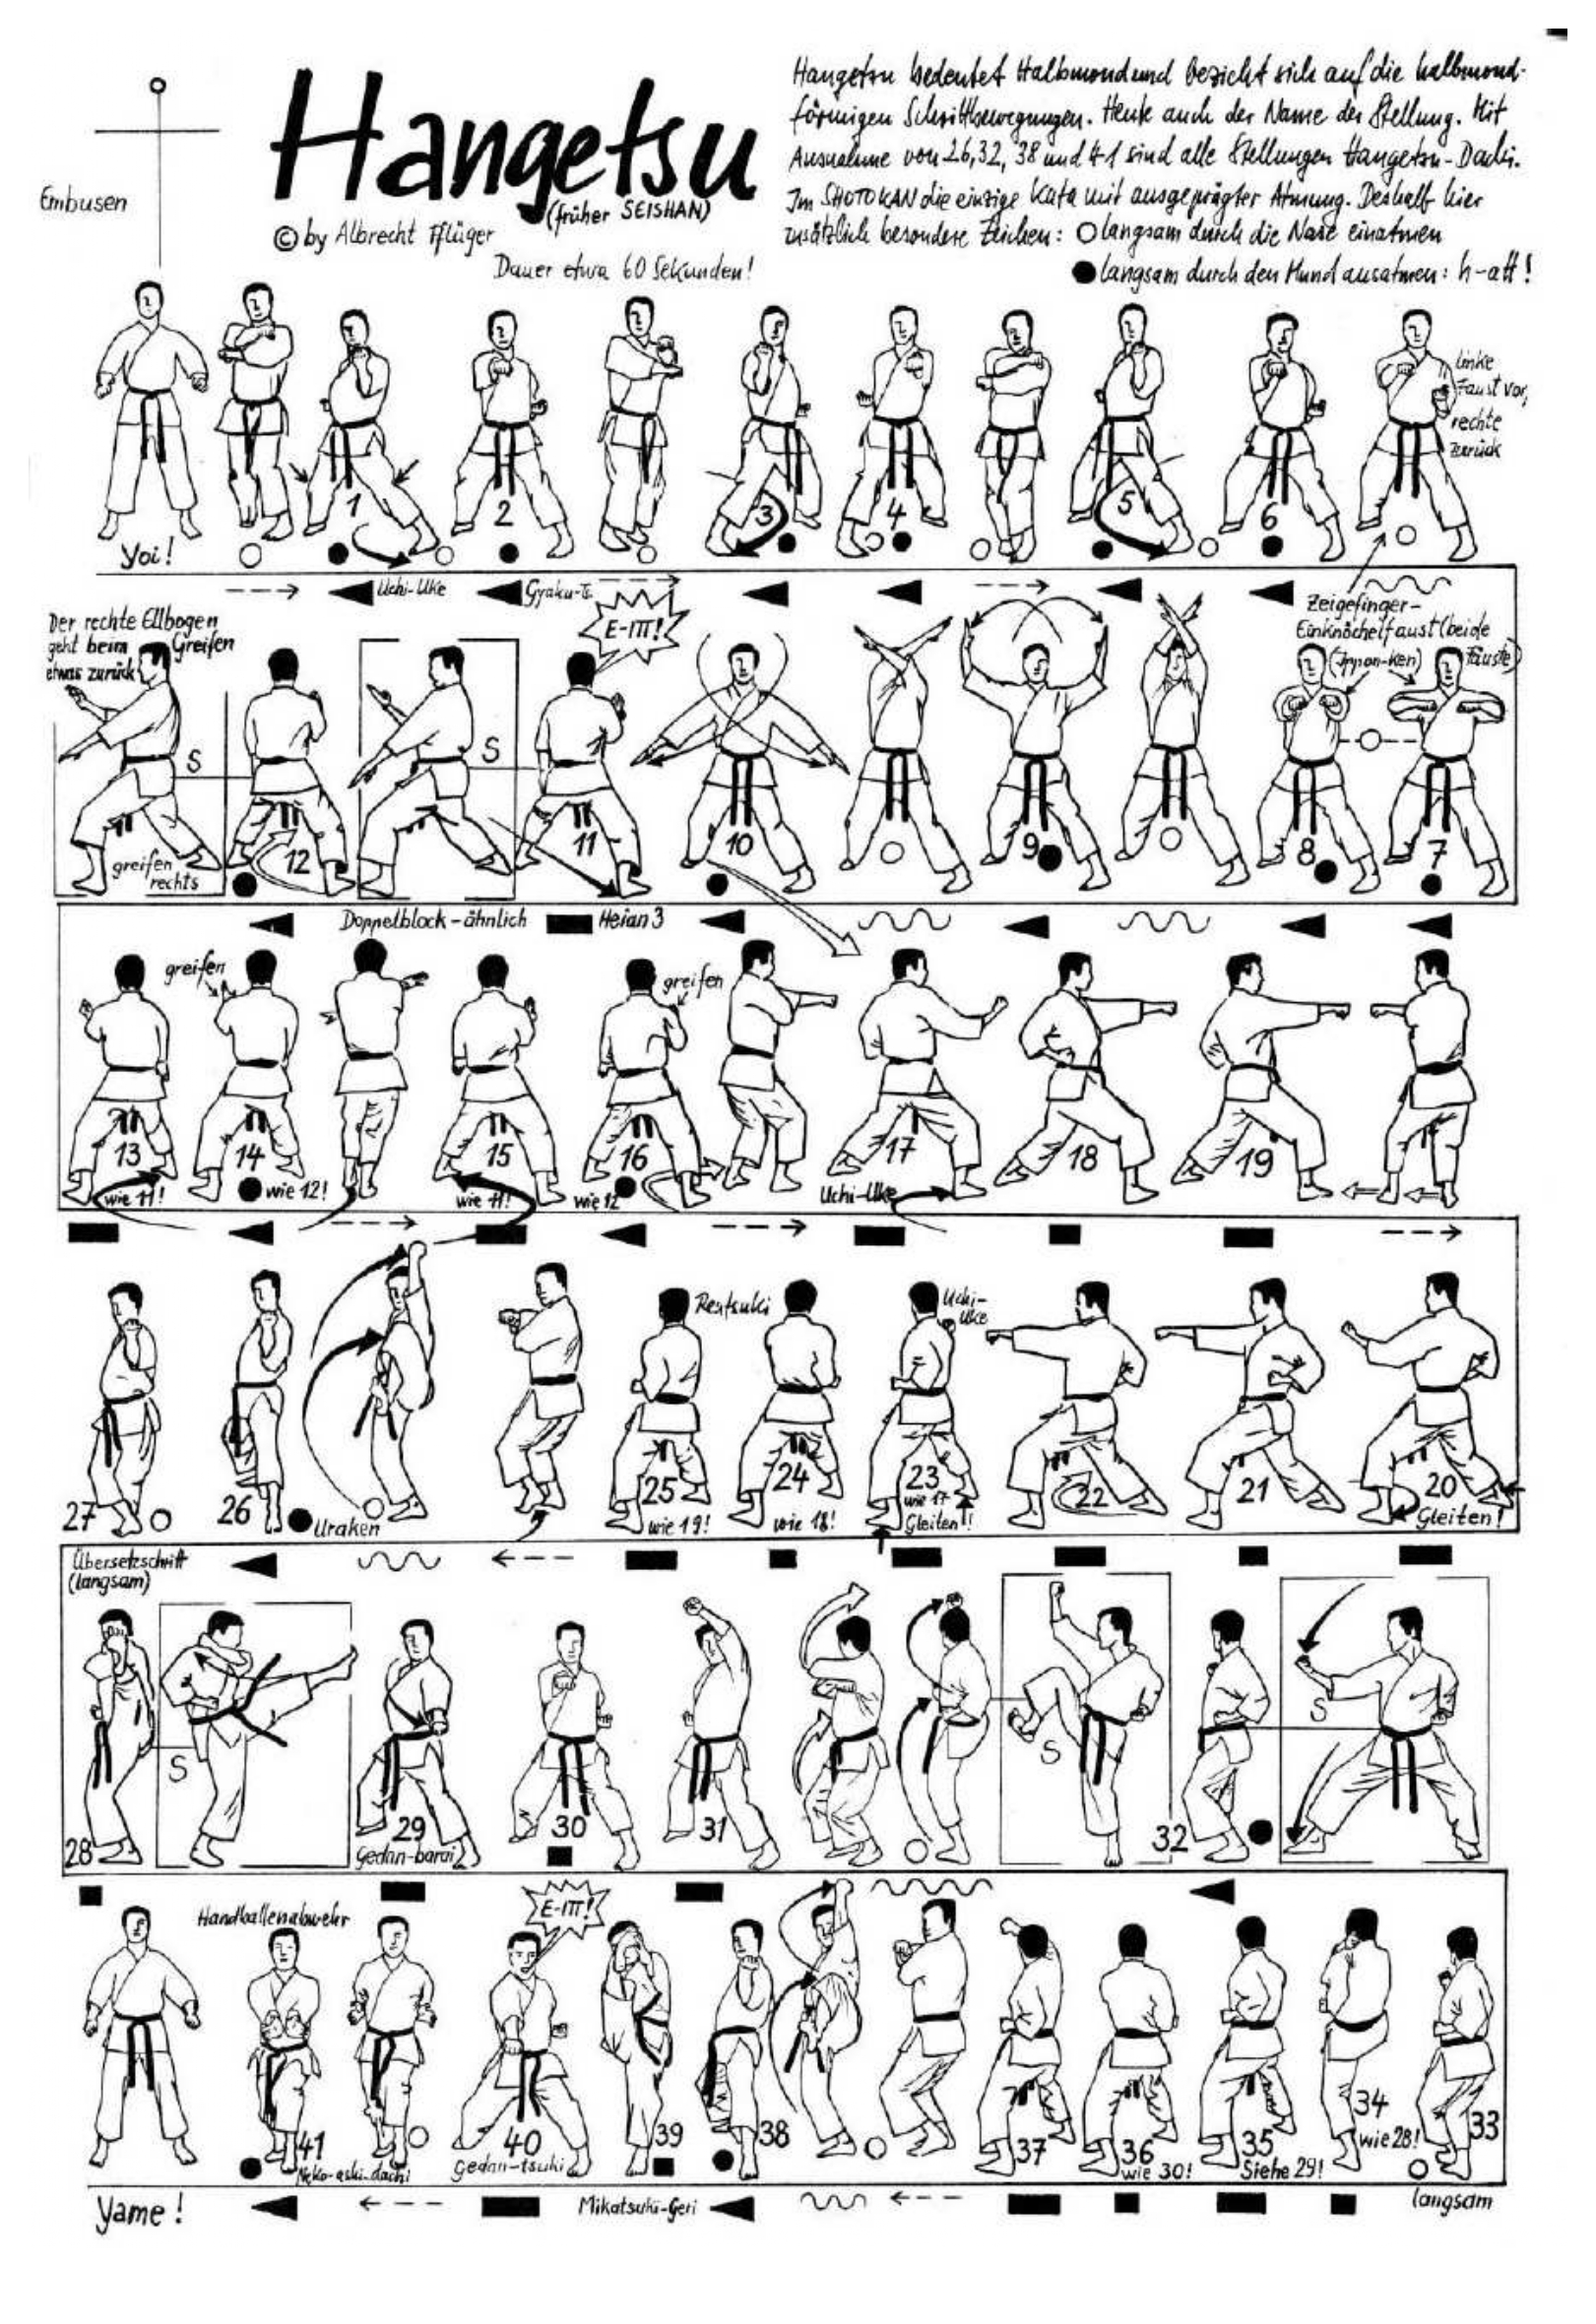 Hangetsu
(früher SEISHAN)
© by Albrecht Pflüger
Dauer etwa 60 Sekunden!
Embusen
Hangetsu bedeutet Halbmond und bezieht sich auf die halbmond-
förmigen Schrittbewegungen. Heute auch der Name der Stellung. Mit
Ausnahme von 26, 32, 38 und 41 sind alle Stellungen Hangetsu-Dachi.
Im SHOTOKAN die einzige Kata mit ausgeprägter Atmung. Deshalb hier
zusätzlich besondere Zeichen: O langsam durch die Nase einatmen
● langsam durch den Mund ausatmen: h-att!
linke
Faust vor,
rechte
zurück
1 2 3 4 5 6
Yoi!
Uchi-Uke Gyaku-Ts.
Zeigefinger-
Einknöchelfaust (beide
(Ippon-Ken) Fäuste)
Der rechte Ellbogen
geht beim Greifen
etwas zurück
E-ITT!
S S
greifen
rechts
12 11 10 9 8 7
Doppelblock-ähnlich Heian 3
greifen greifen
13 14 15 16 17 18 19
wie 11! wie 12! wie 11! wie 12 Uchi-Uke
Rentsuki
Uchi-
Uke
27 26 25 24 23 22 21 20
Uraken wie 19! wie 18! wie 17 Gleiten!
Gleiten!
Übersetzschritt
(langsam)
S S S
28 29 30 31 32
Gedan-barai
Handballenabwehr E-ITT!
41 40 39 38 37 36 35 34 33
Neko-ashi-dachi Gedan-tsuki wie 30! Siehe 29! wie 28!
Yame! Mikatsuki-Geri langsam